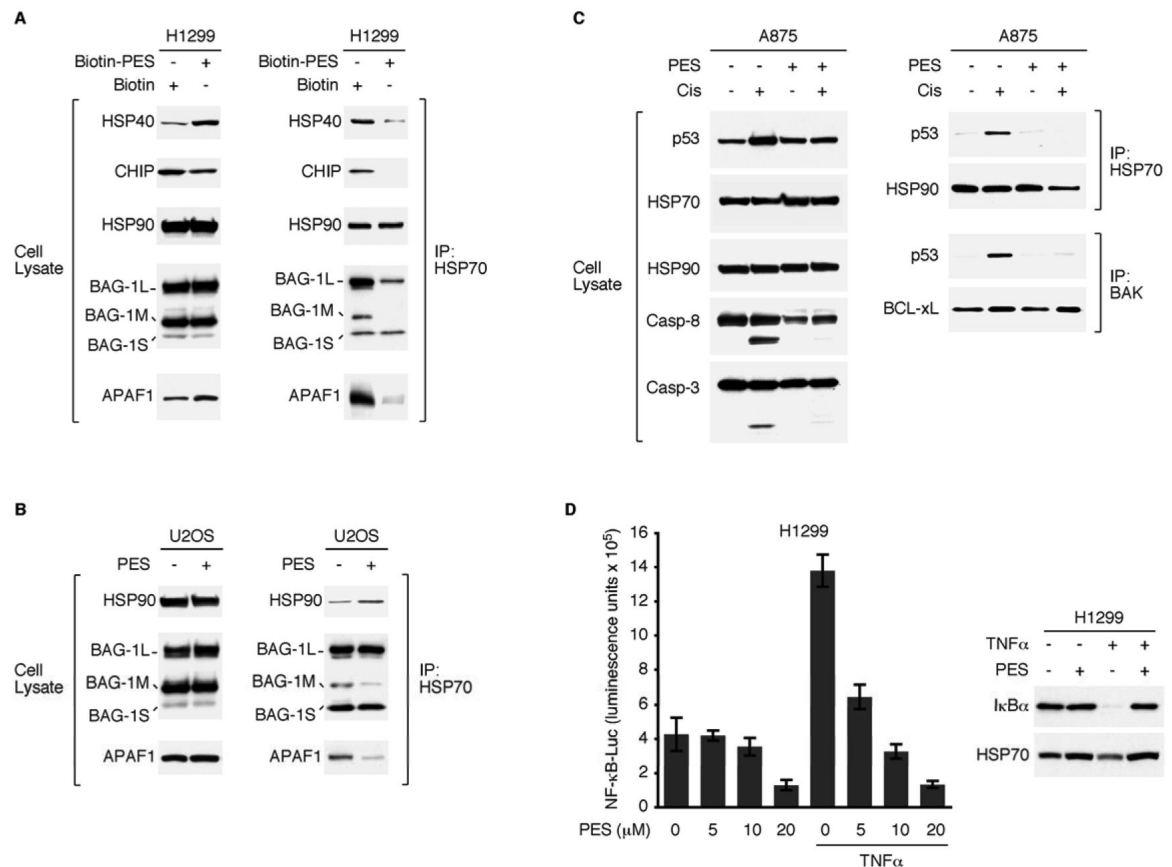 A
H1299
Biotin-PES - +
Biotin + -
HSP40
CHIP
HSP90
BAG-1L
BAG-1M
BAG-1S
APAF1
Cell
Lysate
H1299
Biotin-PES - +
Biotin + -
HSP40
CHIP
HSP90
BAG-1L
BAG-1M
BAG-1S
APAF1
IP:
HSP70
B
U2OS
PES - +
HSP90
BAG-1L
BAG-1M
BAG-1S
APAF1
Cell
Lysate
U2OS
PES - +
HSP90
BAG-1L
BAG-1M
BAG-1S
APAF1
IP:
HSP70
C
A875
PES - - + +
Cis - + - +
p53
HSP70
HSP90
Casp-8
Casp-3
Cell
Lysate
A875
PES - - + +
Cis - + - +
p53
HSP90
IP:
HSP70
p53
BCL-xL
IP:
BAK
D
H1299
NF-κB-Luc (luminescence units x 10⁵)
16
14
12
10
8
6
4
2
0
PES (μM) 0 5 10 20 0 5 10 20
TNFα
H1299
TNFα - - + +
PES - + - +
IκBα
HSP70